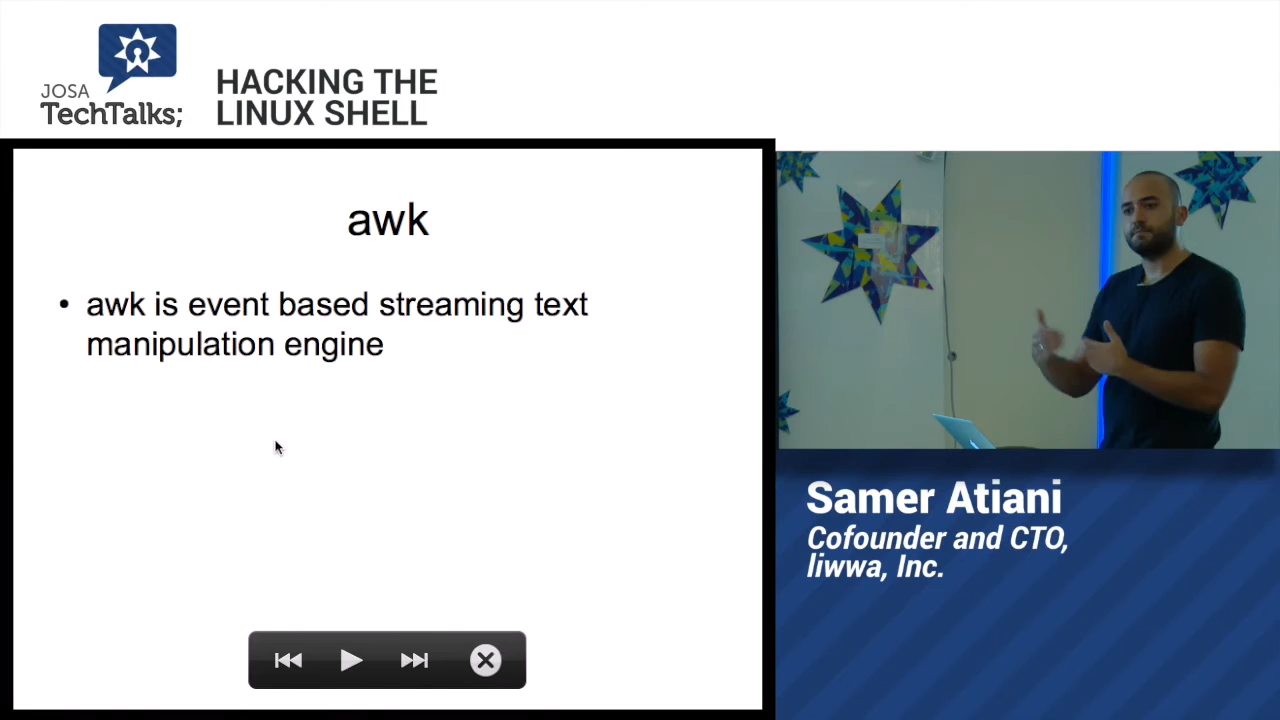 JOSA
TechTalks;
HACKING THE
LINUX SHELL
awk
• awk is event based streaming text
manipulation engine
Samer Atiani
Cofounder and CTO,
liwwa, Inc.